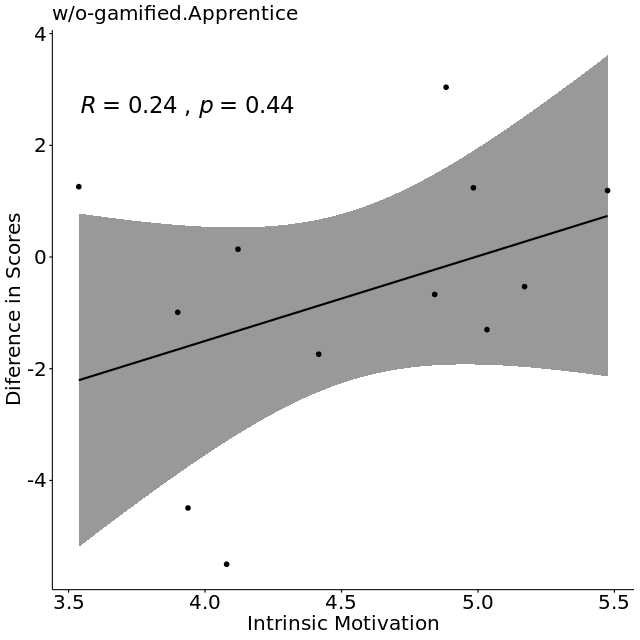 w/o-gamified.Apprentice
R = 0.24 , p = 0.44
4
2
0
-2
-4
Diference in Scores
3.5 4.0 4.5 5.0 5.5
Intrinsic Motivation